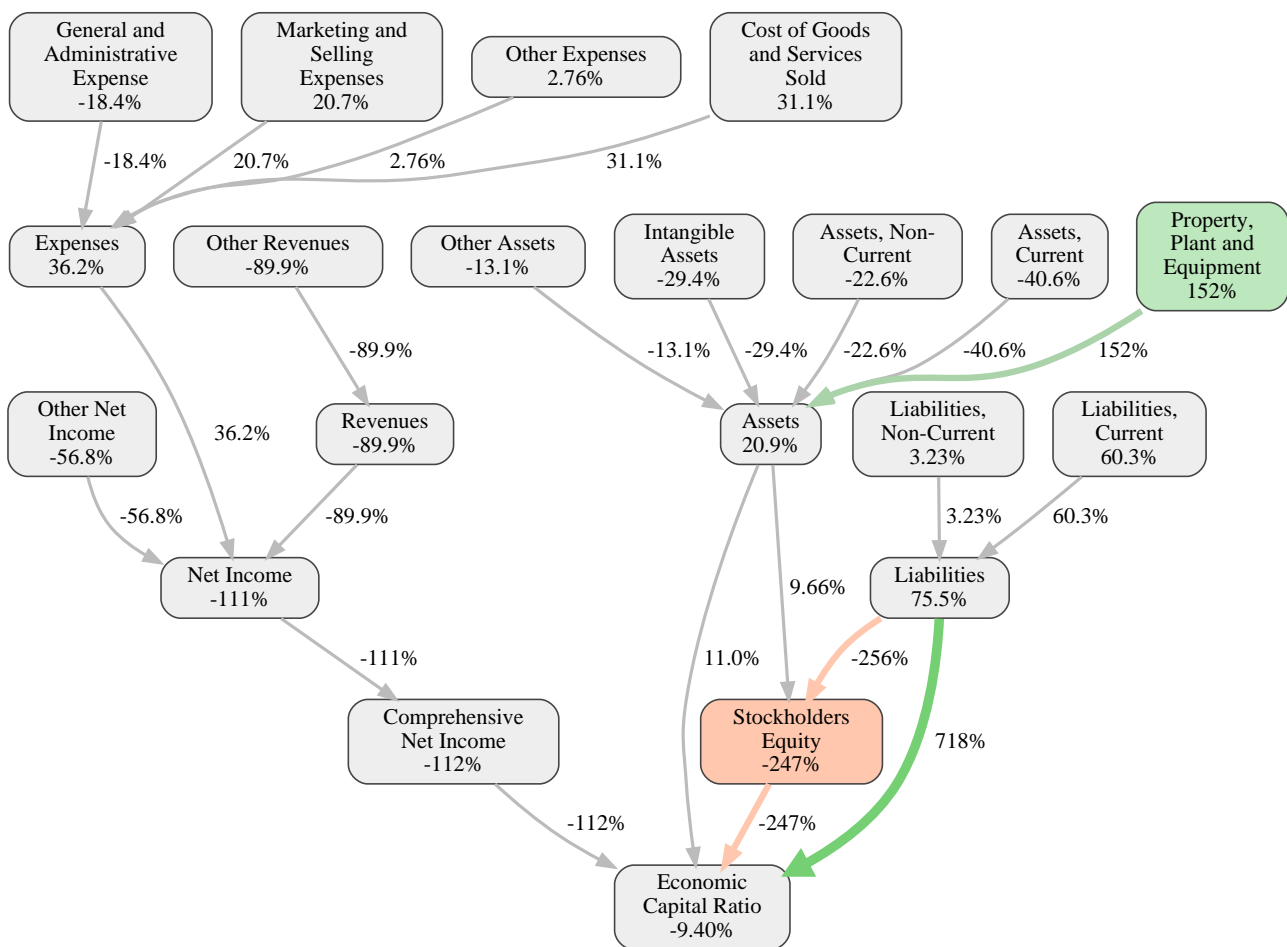 General and
Administrative
Expense
-18.4%
Marketing and
Selling
Expenses
20.7%
Other Expenses
2.76%
Cost of Goods
and Services
Sold
31.1%
-18.4%
20.7%
2.76%
31.1%
Expenses
36.2%
Other Revenues
-89.9%
Other Assets
-13.1%
Intangible
Assets
-29.4%
Assets, Non-
Current
-22.6%
Assets,
Current
-40.6%
Property,
Plant and
Equipment
152%
-89.9%
-13.1%
-29.4%
-22.6%
-40.6%
152%
Other Net
Income
-56.8%
36.2%
Revenues
-89.9%
Assets
20.9%
Liabilities,
Non-Current
3.23%
Liabilities,
Current
60.3%
-56.8%
-89.9%
3.23%
60.3%
Net Income
-111%
9.66%
Liabilities
75.5%
-111%
11.0%
-256%
Comprehensive
Net Income
-112%
Stockholders
Equity
-247%
718%
-112%
-247%
Economic
Capital Ratio
-9.40%